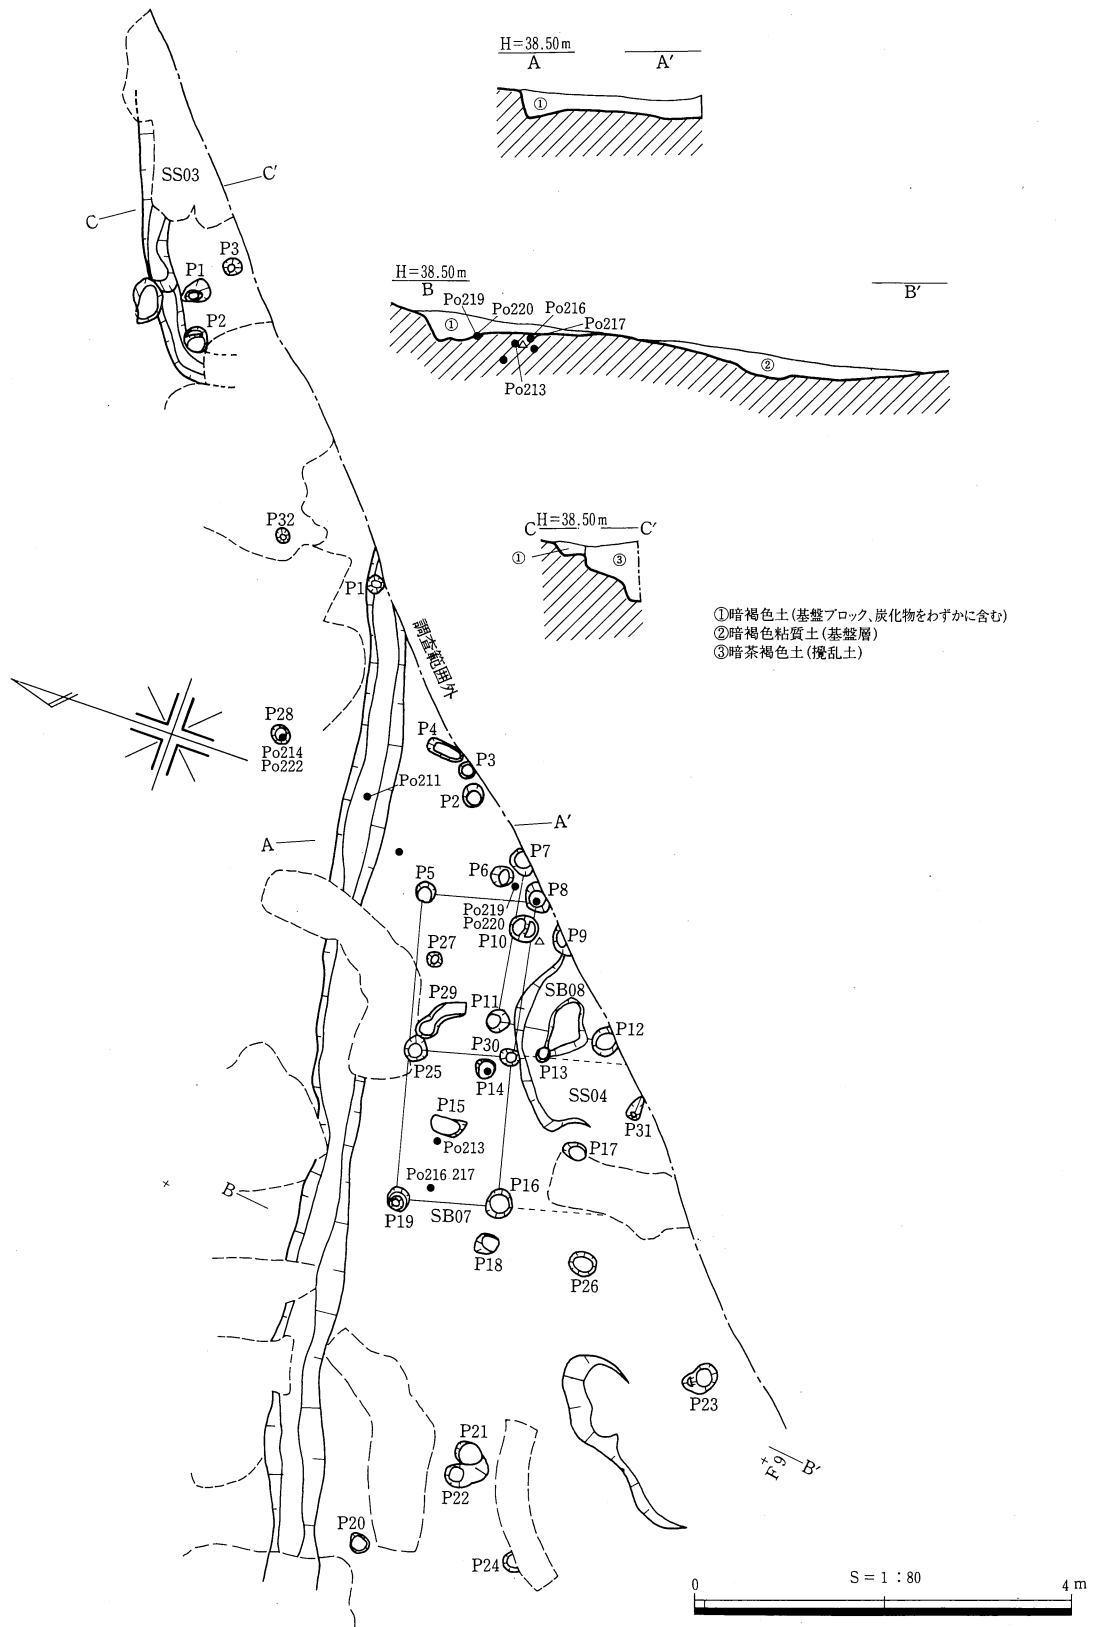 H=38.50m
A
A′
①
SS03
C′
C
P3
P1
P2
H=38.50m
B
B′
Po219
Po220
Po216
Po217
①
②
Po213
P32
P1
C
H=38.50m
C′
①
③
①暗褐色土(基盤ブロック、炭化物をわずかに含む)
②暗褐色粘質土(基盤層)
③暗茶褐色土(攪乱土)
調査範囲外
P28
Po214
Po222
P4
P3
P2
Po211
A
A′
P7
P6
P5
P8
Po219
Po220
P10
P9
P27
SB08
P29
P11
P12
P30
P25
P13
P14
SS04
P15
P31
Po213
P17
Po216 217
B
P16
P19
SB07
P18
P26
P23
P21
F9
B′
P22
P20
P24
S=1:80
0
4m